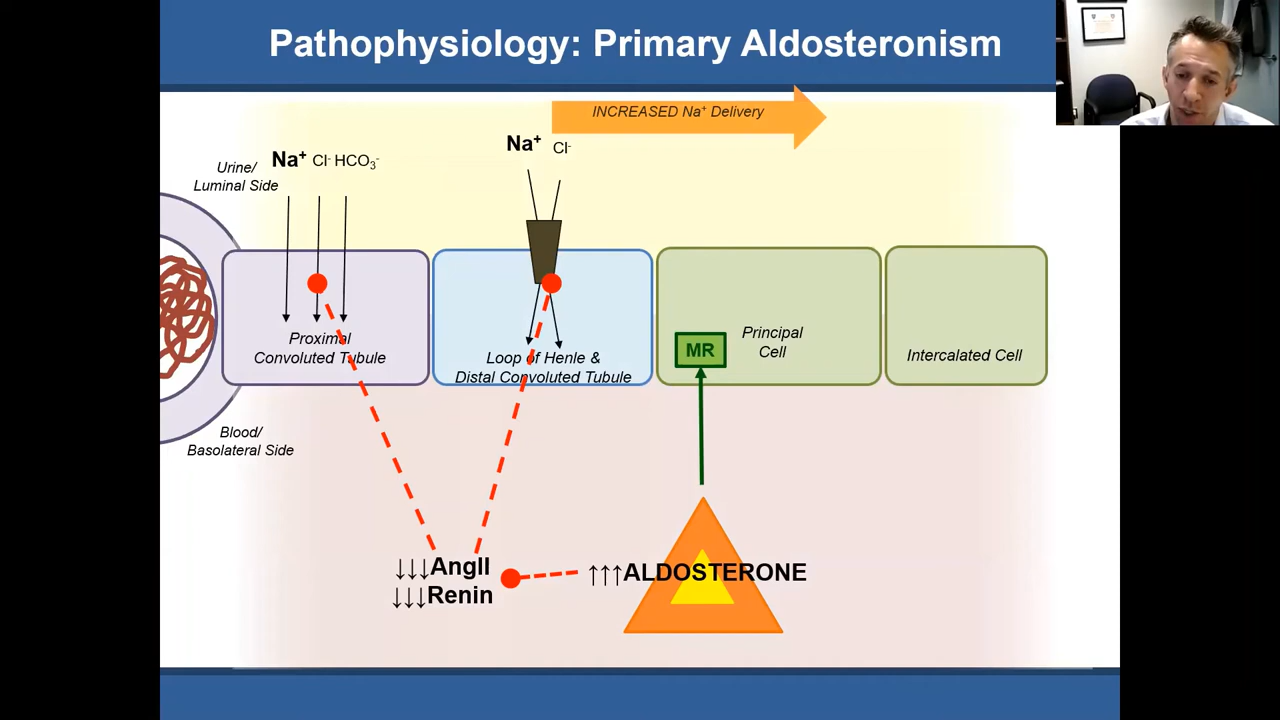 Pathophysiology: Primary Aldosteronism
INCREASED Na⁺ Delivery
Urine/
Luminal Side
Na⁺ Cl⁻ HCO₃⁻
Na⁺ Cl⁻
Proximal
Convoluted Tubule
Loop of Henle &
Distal Convoluted Tubule
MR
Principal
Cell
Intercalated Cell
Blood/
Basolateral Side
↓↓↓AngII
↓↓↓Renin
↑↑↑ALDOSTERONE